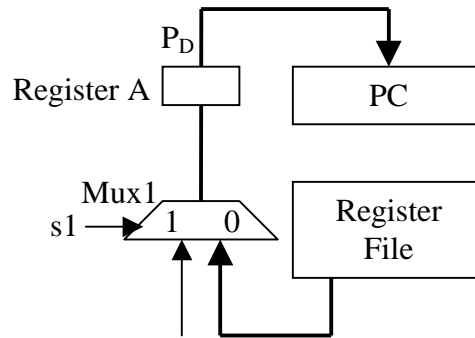 P_D
Register A
PC
Mux1
s1
1 0
Register
File